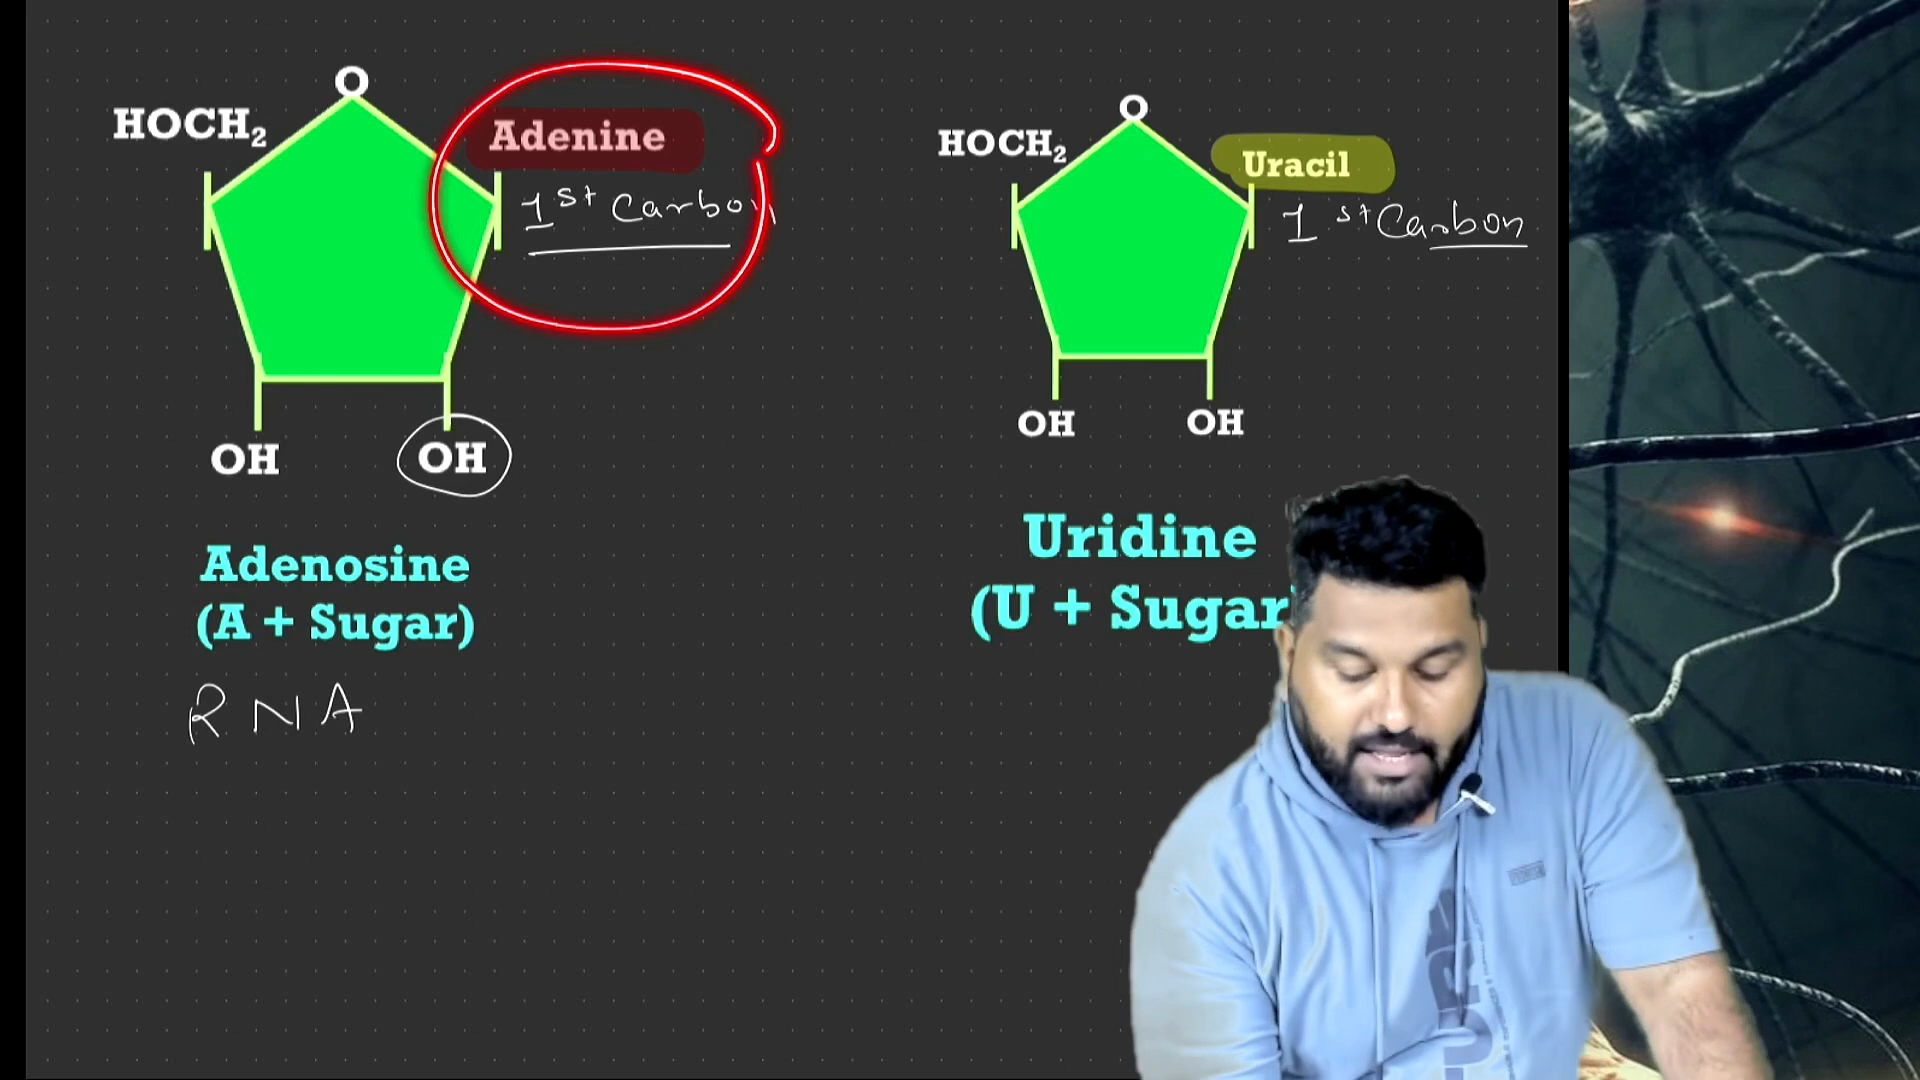 O
HOCH₂
Adenine
1st Carbon
OH
OH
Adenosine
(A + Sugar)
RNA
O
HOCH₂
Uracil
1st Carbon
OH
OH
Uridine
(U + Sugar